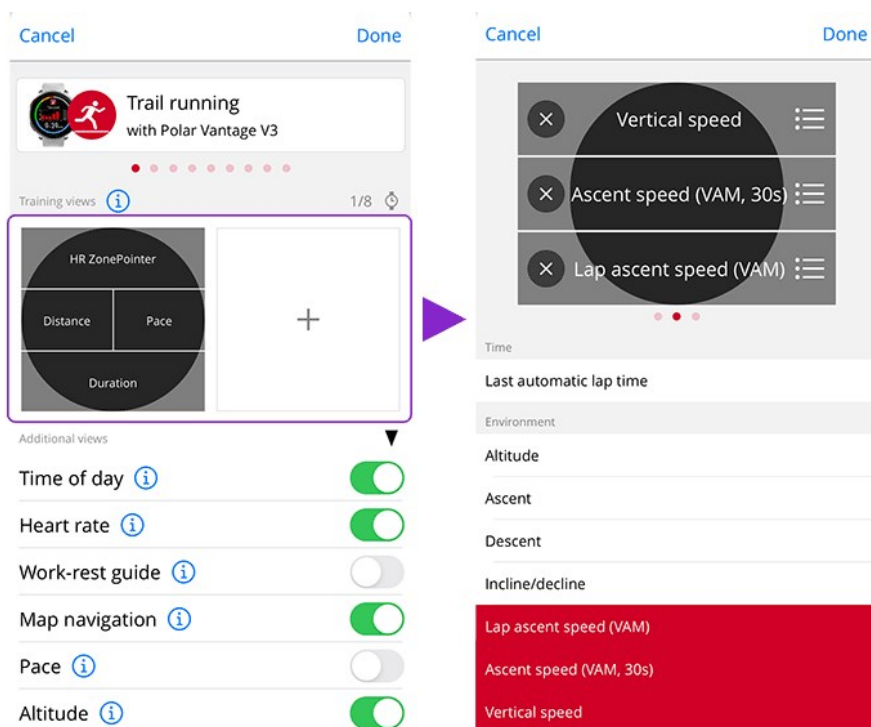 Cancel
Done
Trail running
with Polar Vantage V3
Training views
1/8
HR ZonePointer
Distance
Pace
Duration
Additional views
Time of day
Heart rate
Work-rest guide
Map navigation
Pace
Altitude
Cancel
Done
Vertical speed
Ascent speed (VAM, 30s)
Lap ascent speed (VAM)
Time
Last automatic lap time
Environment
Altitude
Ascent
Descent
Incline/decline
Lap ascent speed (VAM)
Ascent speed (VAM, 30s)
Vertical speed